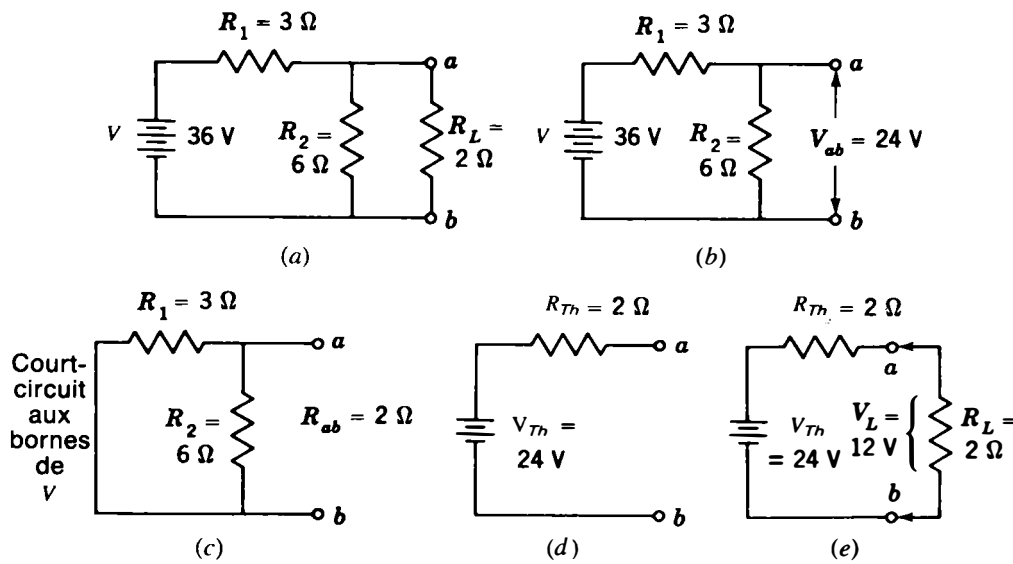 R1 = 3 Ω
V
36 V
R2 =
6 Ω
a
RL =
2 Ω
b
(a)
R1 = 3 Ω
V
36 V
R2 =
6 Ω
a
Vab = 24 V
b
(b)
R1 = 3 Ω
Court-
circuit
aux
bornes
de
V
R2 =
6 Ω
a
Rab = 2 Ω
b
(c)
RTh = 2 Ω
a
VTh =
24 V
b
(d)
RTh = 2 Ω
a
VTh
= 24 V
VL =
12 V
RL =
2 Ω
b
(e)